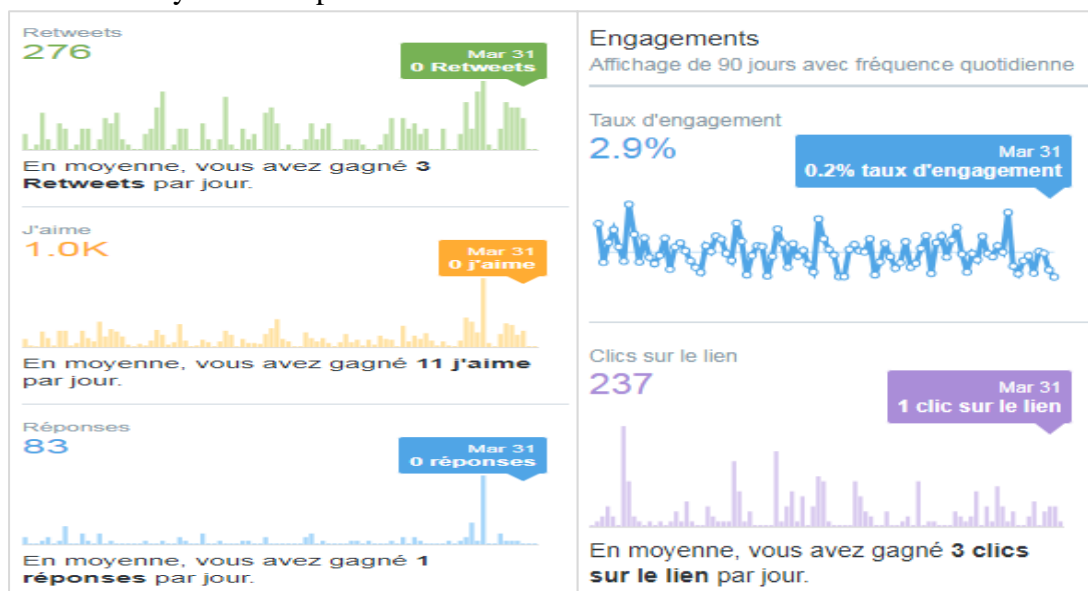 Retweets
276
Mar 31
0 Retweets
En moyenne, vous avez gagné 3
Retweets par jour.
J'aime
1.0K
Mar 31
0 j'aime
En moyenne, vous avez gagné 11 j'aime
par jour.
Réponses
83
Mar 31
0 réponses
En moyenne, vous avez gagné 1
réponses par jour.
Engagements
Affichage de 90 jours avec fréquence quotidienne
Taux d'engagement
2.9%
Mar 31
0.2% taux d'engagement
Clics sur le lien
237
Mar 31
1 clic sur le lien
En moyenne, vous avez gagné 3 clics
sur le lien par jour.